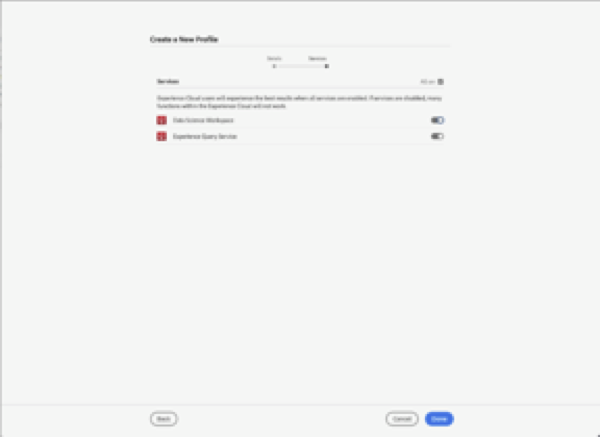 Create a New Profile
Details Services
Services
All on
Experience Cloud users will experience the best results when all services are enabled. If services are disabled, many
functions within the Experience Cloud will not work.
Data Science Workspace
Experience Query Service
Back
Cancel
Done